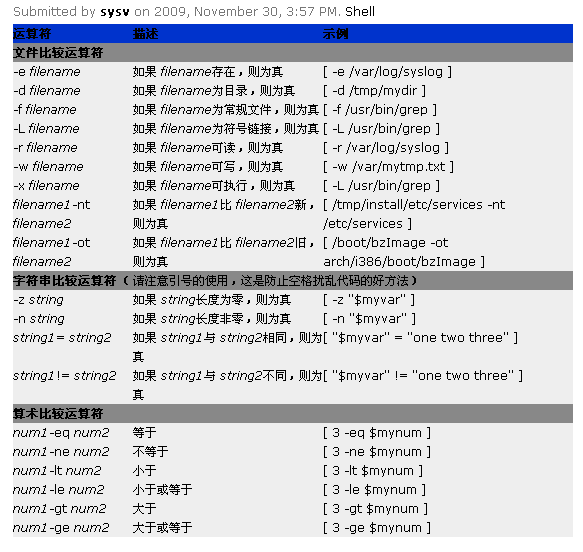 Submitted by sysv on 2009, November 30, 3:57 PM. Shell
运算符 描述 示例
文件比较运算符
-e filename 如果 filename存在，则为真 [ -e /var/log/syslog ]
-d filename 如果 filename为目录，则为真 [ -d /tmp/mydir ]
-f filename 如果 filename为常规文件，则为真 [ -f /usr/bin/grep ]
-L filename 如果 filename为符号链接，则为真 [ -L /usr/bin/grep ]
-r filename 如果 filename可读，则为真 [ -r /var/log/syslog ]
-w filename 如果 filename可写，则为真 [ -w /var/mytmp.txt ]
-x filename 如果 filename可执行，则为真 [ -L /usr/bin/grep ]
filename1 -nt 如果 filename1比 filename2新， [ /tmp/install/etc/services -nt
filename2 则为真 /etc/services ]
filename1 -ot 如果 filename1比 filename2旧， [ /boot/bzImage -ot
filename2 则为真 arch/i386/boot/bzImage ]
字符串比较运算符（请注意引号的使用，这是防止空格扰乱代码的好方法）
-z string 如果 string长度为零，则为真 [ -z "$myvar" ]
-n string 如果 string长度非零，则为真 [ -n "$myvar" ]
string1= string2 如果 string1与 string2相同，则为 [ "$myvar" = "one two three" ]
真
string1!= string2 如果 string1与 string2不同，则为 [ "$myvar" != "one two three" ]
真
算术比较运算符
num1-eq num2 等于 [ 3 -eq $mynum ]
num1-ne num2 不等于 [ 3 -ne $mynum ]
num1-lt num2 小于 [ 3 -lt $mynum ]
num1-le num2 小于或等于 [ 3 -le $mynum ]
num1-gt num2 大于 [ 3 -gt $mynum ]
num1-ge num2 大于或等于 [ 3 -ge $mynum ]